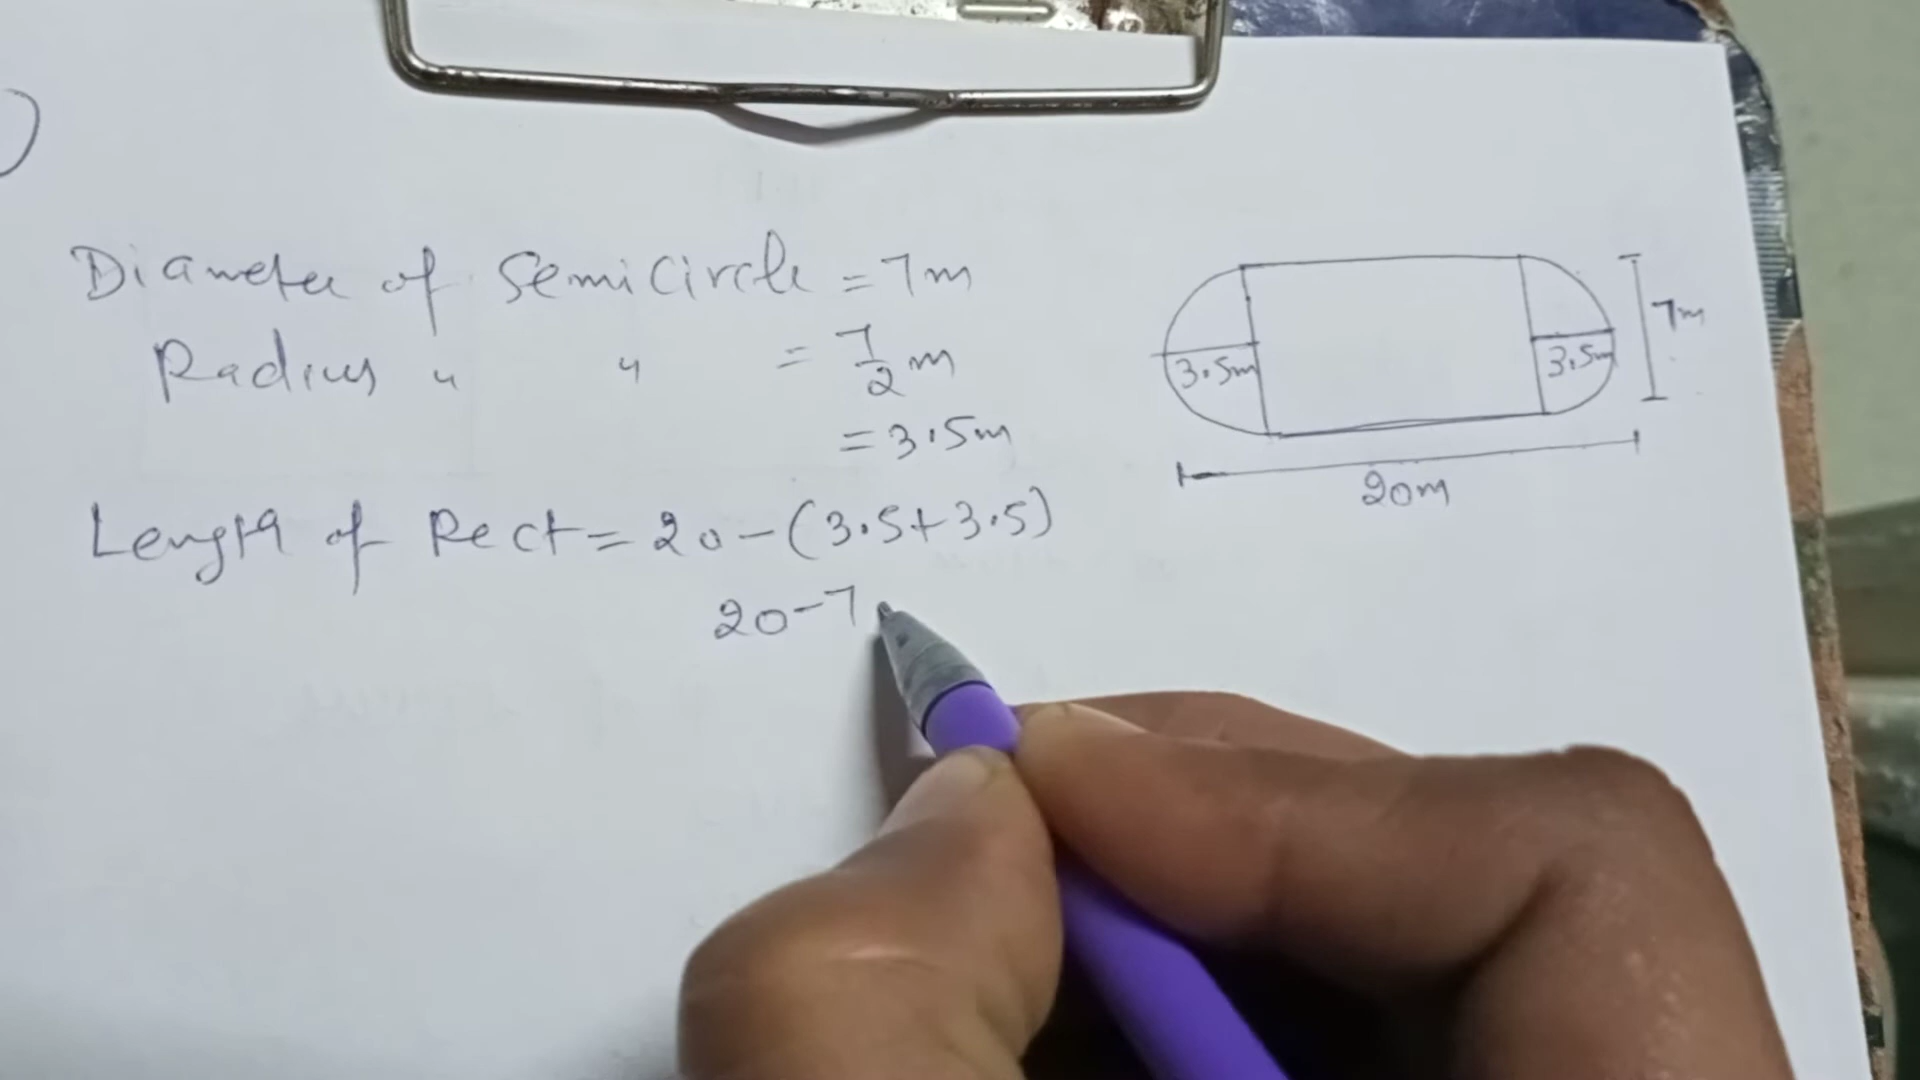 Diameter of Semicircle = 7m
Radius " " = 7/2 m
= 3.5m
Length of Rect = 20-(3.5+3.5)
20-7
3.5m
3.5m
7m
20m